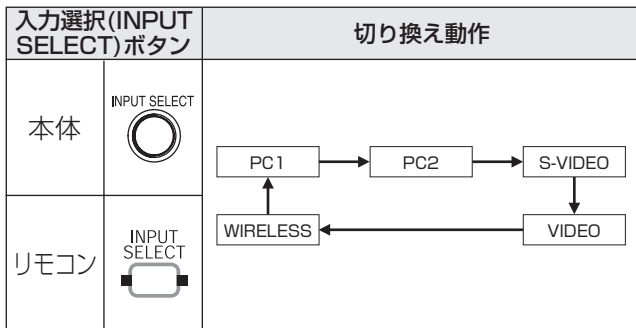 入力選択(INPUT
SELECT)ボタン
切り換え動作
本体
INPUT SELECT
PC1
PC2
S-VIDEO
WIRELESS
VIDEO
リモコン
INPUT
SELECT